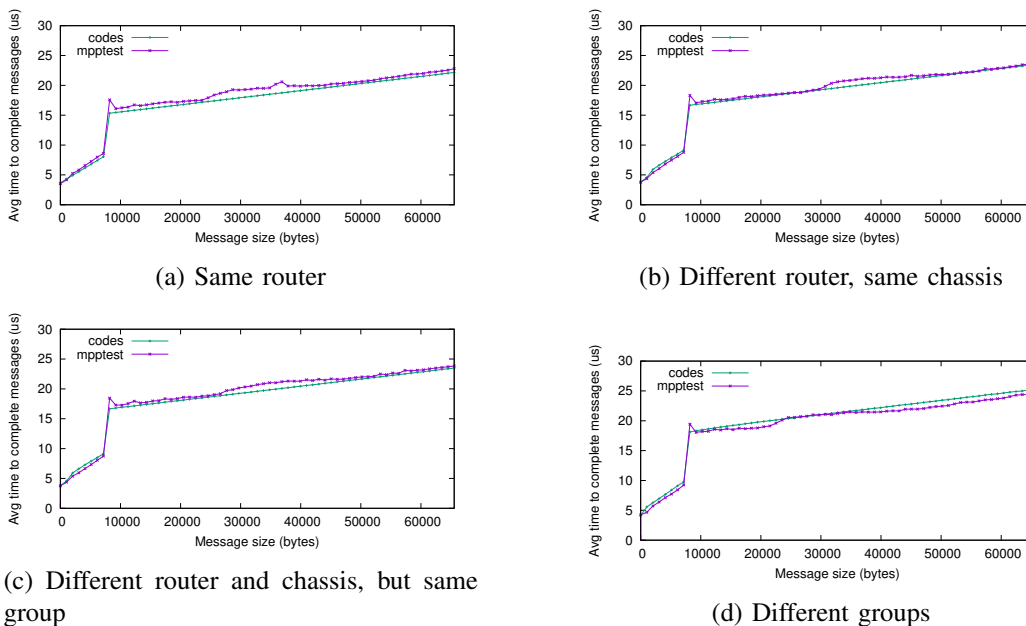 30
25
20
15
10
5
0
0 10000 20000 30000 40000 50000 60000
Avg time to complete messages (us)
Message size (bytes)
codes
mpptest
(a) Same router
30
25
20
15
10
5
0
0 10000 20000 30000 40000 50000 60000
Avg time to complete messages (us)
Message size (bytes)
codes
mpptest
(b) Different router, same chassis
30
25
20
15
10
5
0
0 10000 20000 30000 40000 50000 60000
Avg time to complete messages (us)
Message size (bytes)
codes
mpptest
(c) Different router and chassis, but same
group
30
25
20
15
10
5
0
0 10000 20000 30000 40000 50000 60000
Avg time to complete messages (us)
Message size (bytes)
codes
mpptest
(d) Different groups